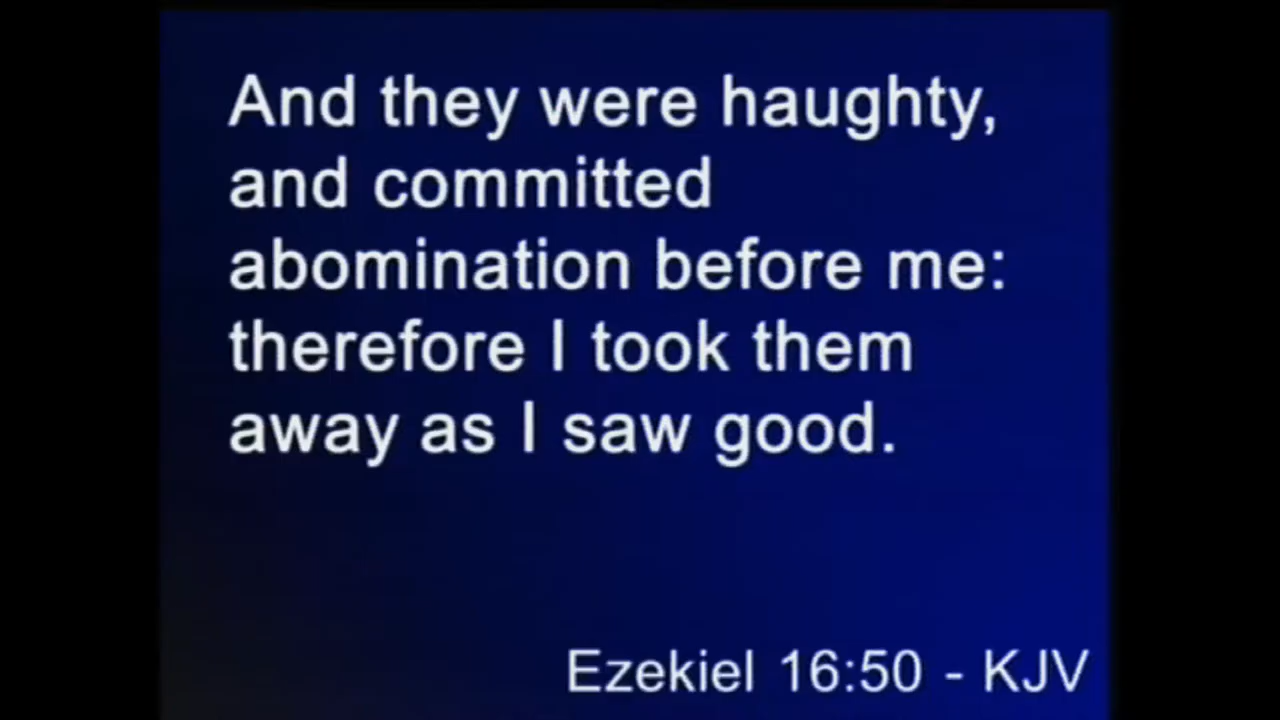 And they were haughty,
and committed
abomination before me:
therefore I took them
away as I saw good.
Ezekiel 16:50 - KJV